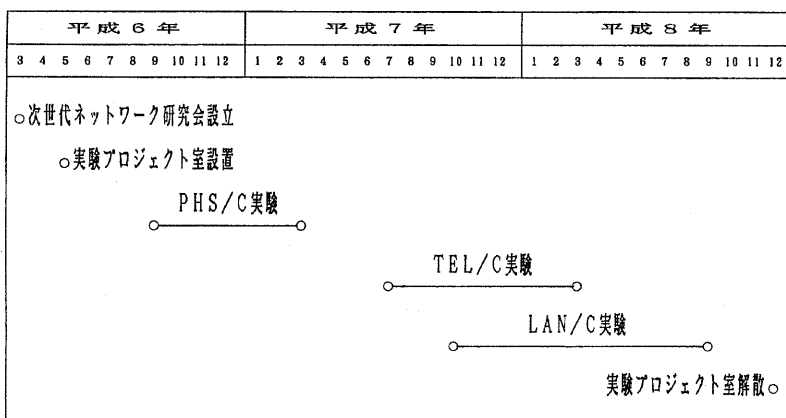 平成6年 平成7年 平成8年
3 4 5 6 7 8 9 10 11 12 1 2 3 4 5 6 7 8 9 10 11 12 1 2 3 4 5 6 7 8 9 10 11 12
次世代ネットワーク研究会設立
実験プロジェクト室設置
PHS/C実験
TEL/C実験
LAN/C実験
実験プロジェクト室解散